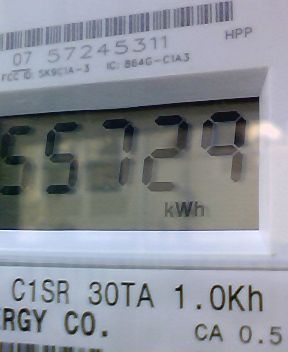 07 57245311
HPP
FCC ID: SK9C1A-3 IC: 864G-C1A3
55729
kWh
C1SR 30TA 1.0Kh
ERGY CO.
CA 0.5